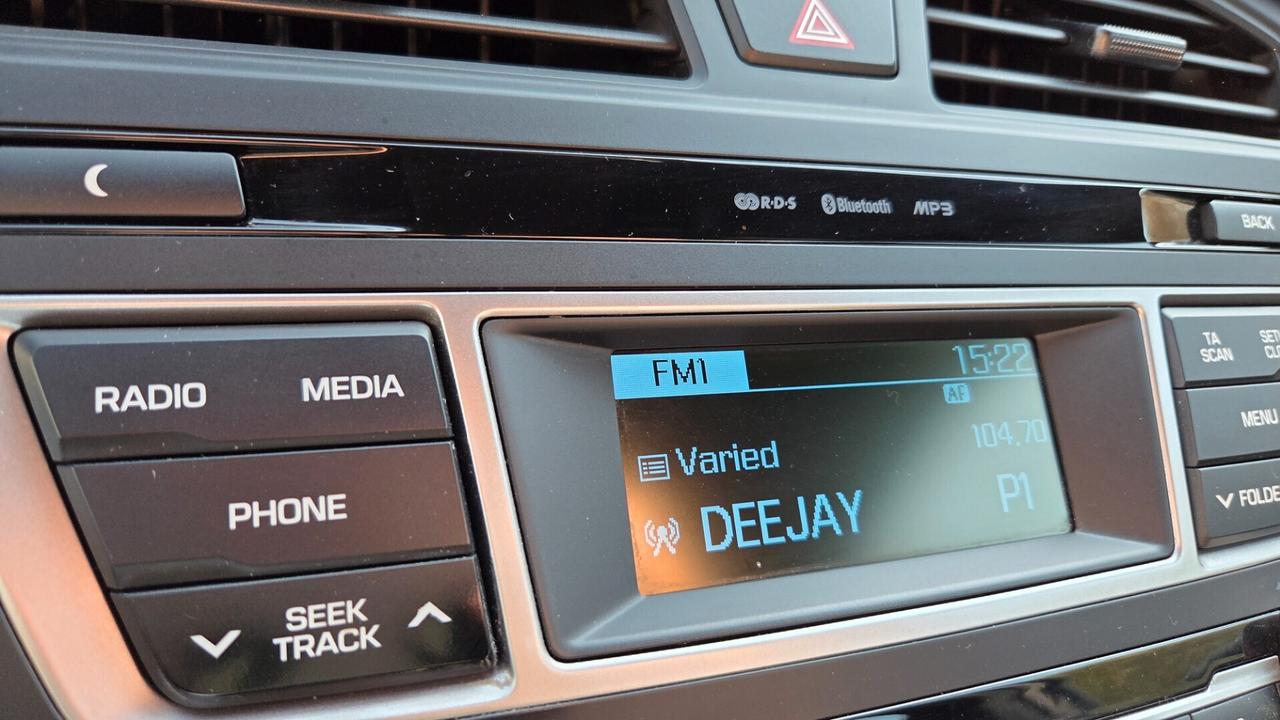 R·D·S Bluetooth MP3
BACK
RADIO MEDIA
PHONE
SEEK
TRACK
FM1 15:22
AF
104.70
Varied
DEEJAY P1
TA
SCAN
MENU